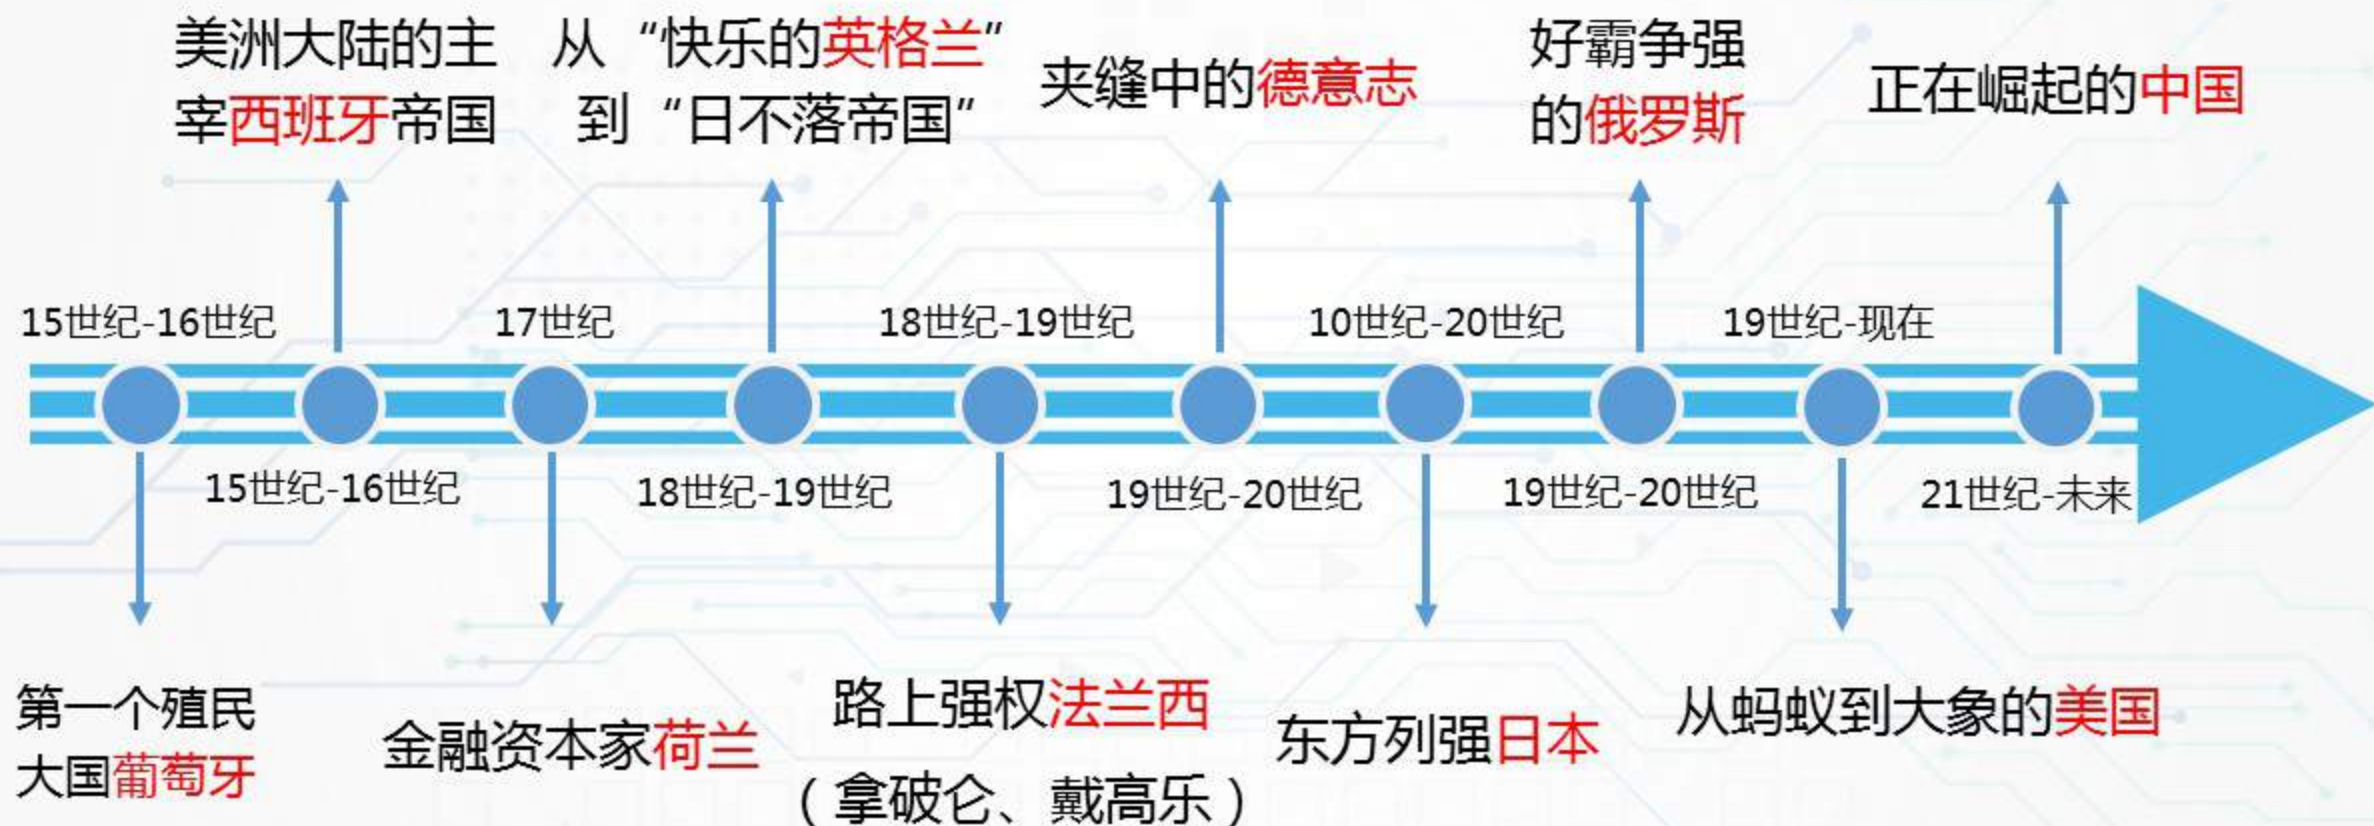 美洲大陆的主
宰西班牙帝国
从“快乐的英格兰”
到“日不落帝国”
夹缝中的德意志
好霸争强
的俄罗斯
正在崛起的中国
15世纪-16世纪
17世纪
18世纪-19世纪
10世纪-20世纪
19世纪-现在
15世纪-16世纪
18世纪-19世纪
19世纪-20世纪
19世纪-20世纪
21世纪-未来
第一个殖民
大国葡萄牙
金融资本家荷兰
路上强权法兰西
（拿破仑、戴高乐）
东方列强日本
从蚂蚁到大象的美国